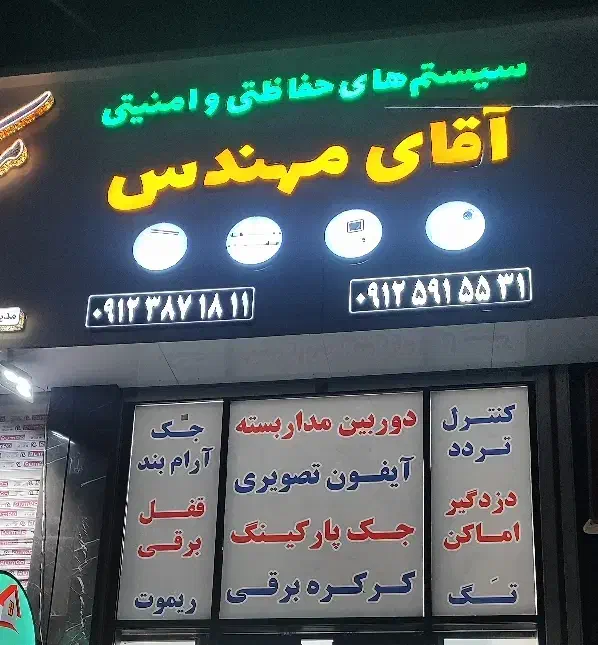 سیستم‌های حفاظتی و امنیتی
آقای مهندس
۰۹۱۲ ۵۹۱ ۵۵ ۳۱
۰۹۱۲ ۳۸۷ ۱۸ ۱۱
کنترل
تردد
دزدگیر
اماکن
تگ
دوربین مداربسته
آیفون تصویری
جک پارکینگ
کرکره برقی
جک
آرام بند
قفل
برقی
ریموت